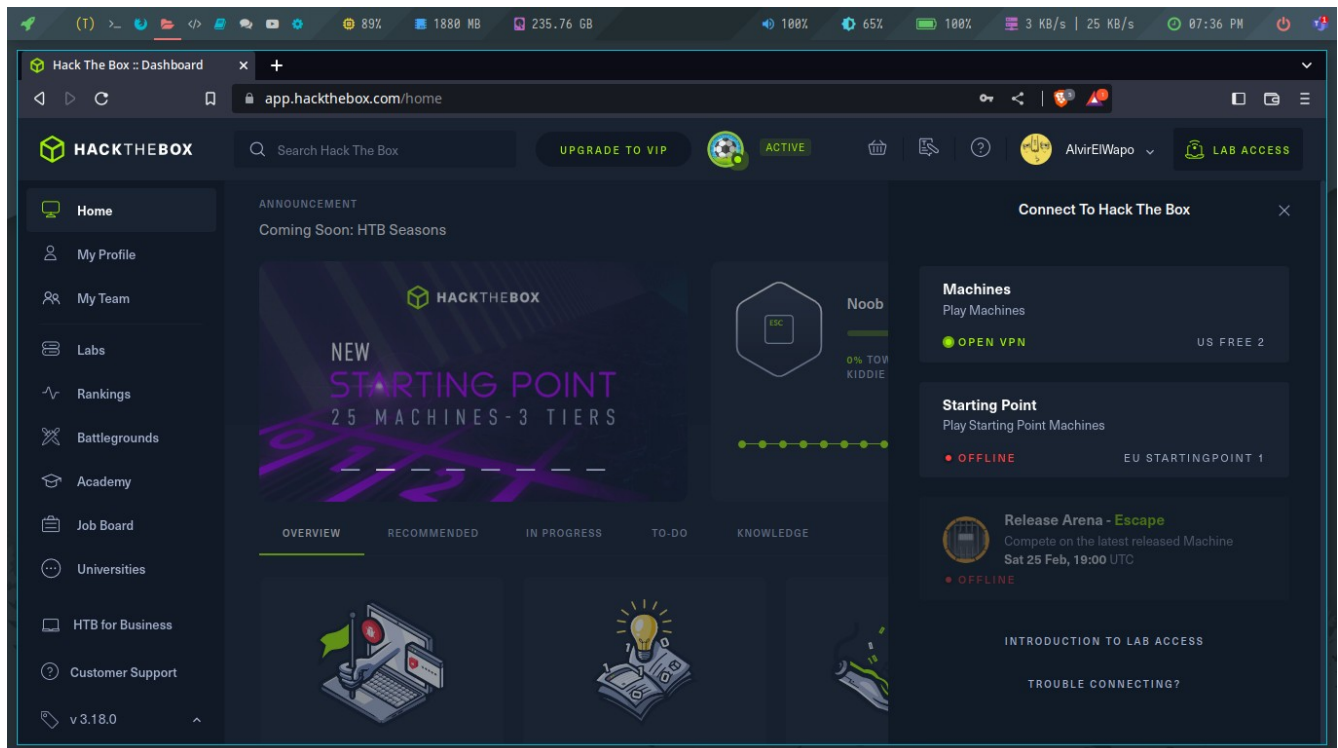 (T) >_ </> 89% 1880 MB 235.76 GB 100% 65% 100% 3 KB/s | 25 KB/s 07:36 PM
Hack The Box :: Dashboard × +
app.hackthebox.com/home
HACKTHEBOX
Search Hack The Box
UPGRADE TO VIP
ACTIVE
AlvirElWapo
LAB ACCESS
Home
My Profile
My Team
Labs
Rankings
Battlegrounds
Academy
Job Board
Universities
HTB for Business
Customer Support
v 3.18.0
ANNOUNCEMENT
Coming Soon: HTB Seasons
HACKTHEBOX
NEW
STARTING POINT
25 MACHINES-3 TIERS
ESC
Noob
0% TOW
KIDDIE
OVERVIEW RECOMMENDED IN PROGRESS TO-DO KNOWLEDGE
Connect To Hack The Box
Machines
Play Machines
OPEN VPN US FREE 2
Starting Point
Play Starting Point Machines
OFFLINE EU STARTINGPOINT 1
Release Arena - Escape
Compete on the latest released Machine
Sat 25 Feb, 19:00 UTC
OFFLINE
INTRODUCTION TO LAB ACCESS
TROUBLE CONNECTING?